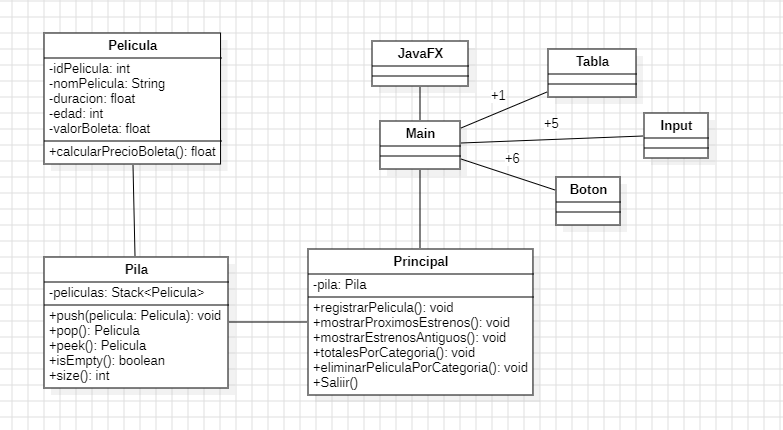 Pelicula
-idPelicula: int
-nomPelicula: String
-duracion: float
-edad: int
-valorBoleta: float
+calcularPrecioBoleta(): float
JavaFX
Tabla
+1
Main
+5
Input
+6
Boton
Pila
-peliculas: Stack<Pelicula>
+push(pelicula: Pelicula): void
+pop(): Pelicula
+peek(): Pelicula
+isEmpty(): boolean
+size(): int
Principal
-pila: Pila
+registrarPelicula(): void
+mostrarProximosEstrenos(): void
+mostrarEstrenosAntiguos(): void
+totalesPorCategoria(): void
+eliminarPeliculaPorCategoria(): void
+Saliir()